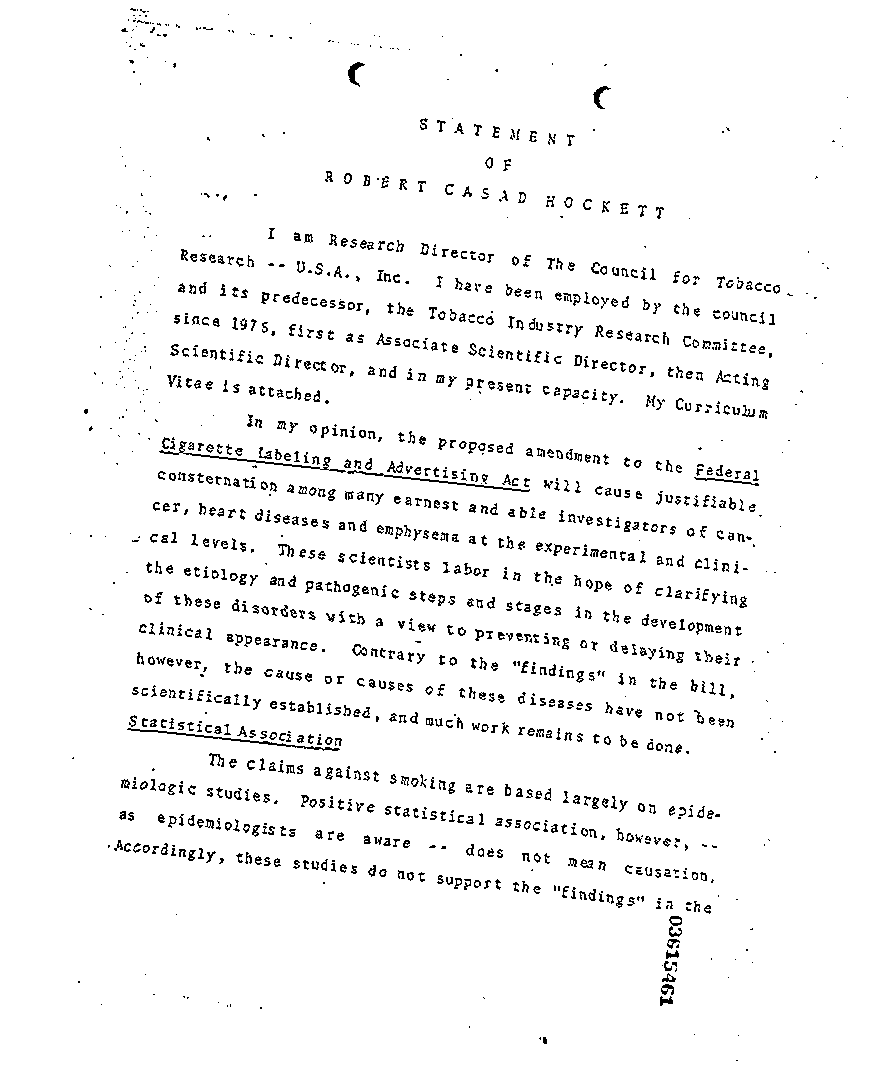 STATEMENT
OF
ROBERT CASAD HOCKETT
I am Research Director of The Council for Tobacco
Research -- U.S.A., Inc. I have been employed by the council
and its predecessor, the Tobacco Industry Research Committee,
since 1975, first as Associate Scientific Director, then Acting
Scientific Director, and in my present capacity. My Curriculum
Vitae is attached.
In my opinion, the proposed amendment to the Federal
Cigarette Labeling and Advertising Act will cause justifiable
consternation among many earnest and able investigators of can-
cer, heart diseases and emphysema at the experimental and clini-
cal levels. These scientists labor in the hope of clarifying
the etiology and pathogenic steps and stages in the development
of these disorders with a view to preventing or delaying their
clinical appearance. Contrary to the "findings" in the bill,
however, the cause or causes of these diseases have not been
scientifically established, and much work remains to be done.
Statistical Association
The claims against smoking are based largely on epide-
miologic studies. Positive statistical association, however, --
as epidemiologists are aware -- does not mean causation.
Accordingly, these studies do not support the "findings" in the
03615461